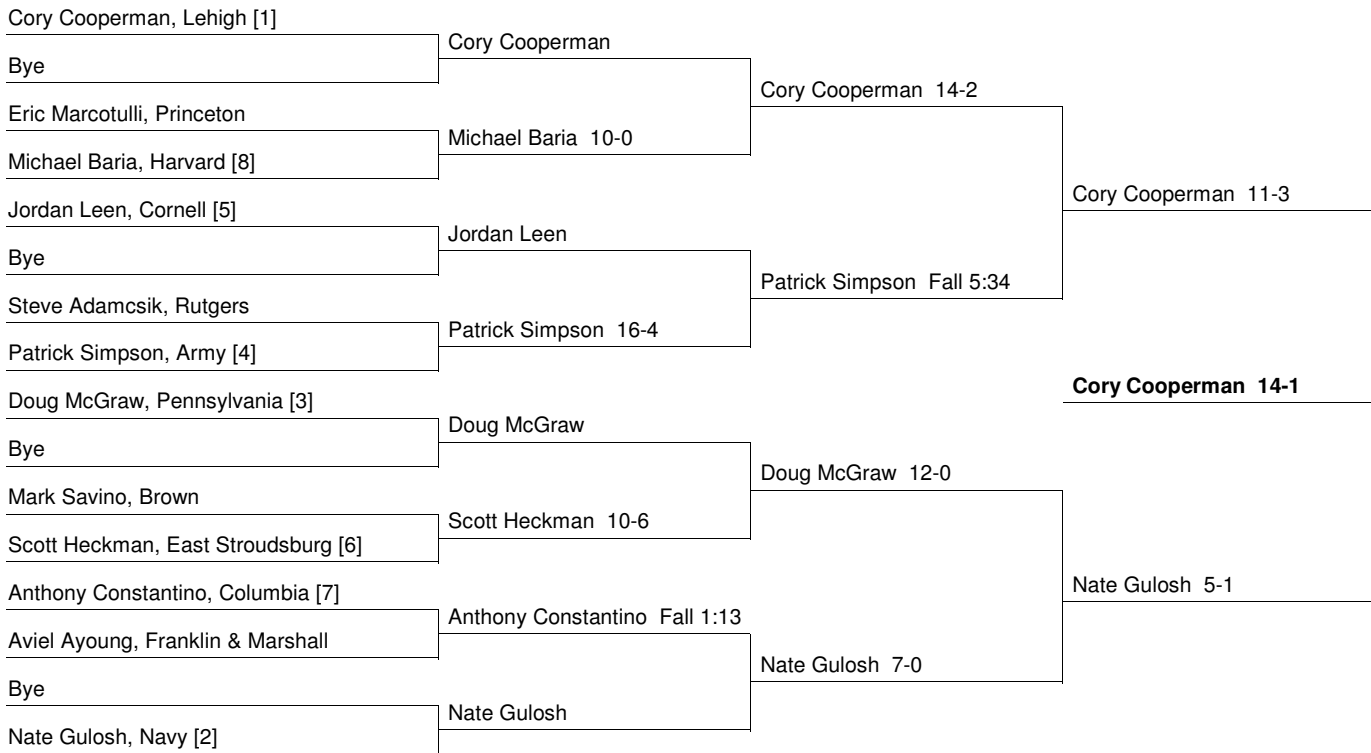 Cory Cooperman, Lehigh [1]
Bye
Eric Marcotulli, Princeton
Michael Baria, Harvard [8]
Jordan Leen, Cornell [5]
Bye
Steve Adamcsik, Rutgers
Patrick Simpson, Army [4]
Doug McGraw, Pennsylvania [3]
Bye
Mark Savino, Brown
Scott Heckman, East Stroudsburg [6]
Anthony Constantino, Columbia [7]
Aviel Ayoung, Franklin & Marshall
Bye
Nate Gulosh, Navy [2]
Cory Cooperman
Michael Baria 10-0
Jordan Leen
Patrick Simpson 16-4
Doug McGraw
Scott Heckman 10-6
Anthony Constantino Fall 1:13
Nate Gulosh
Cory Cooperman 14-2
Patrick Simpson Fall 5:34
Doug McGraw 12-0
Nate Gulosh 7-0
Cory Cooperman 11-3
Cory Cooperman 14-1
Nate Gulosh 5-1